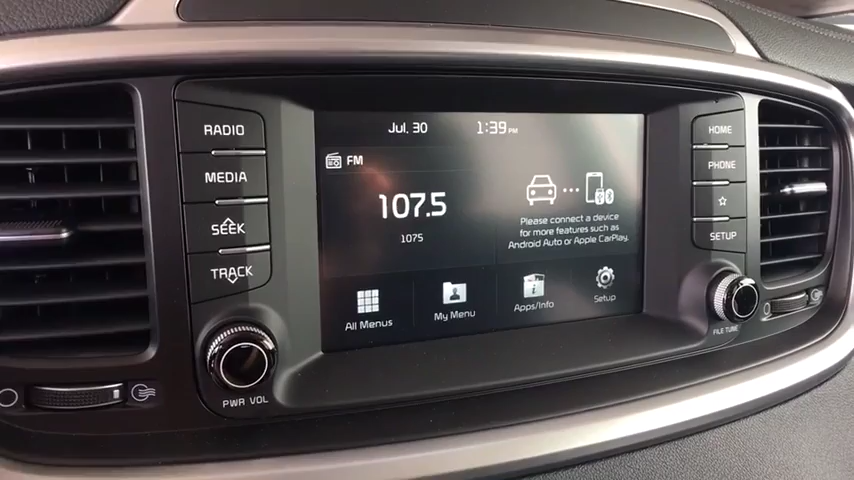 RADIO
MEDIA
SEEK
TRACK
PWR VOL
Jul. 30
1:39 PM
FM
107.5
1075
Please connect a device
for more features such as
Android Auto or Apple CarPlay.
All Menus
My Menu
Apps/Info
Setup
HOME
PHONE
SETUP
FILE TUNE